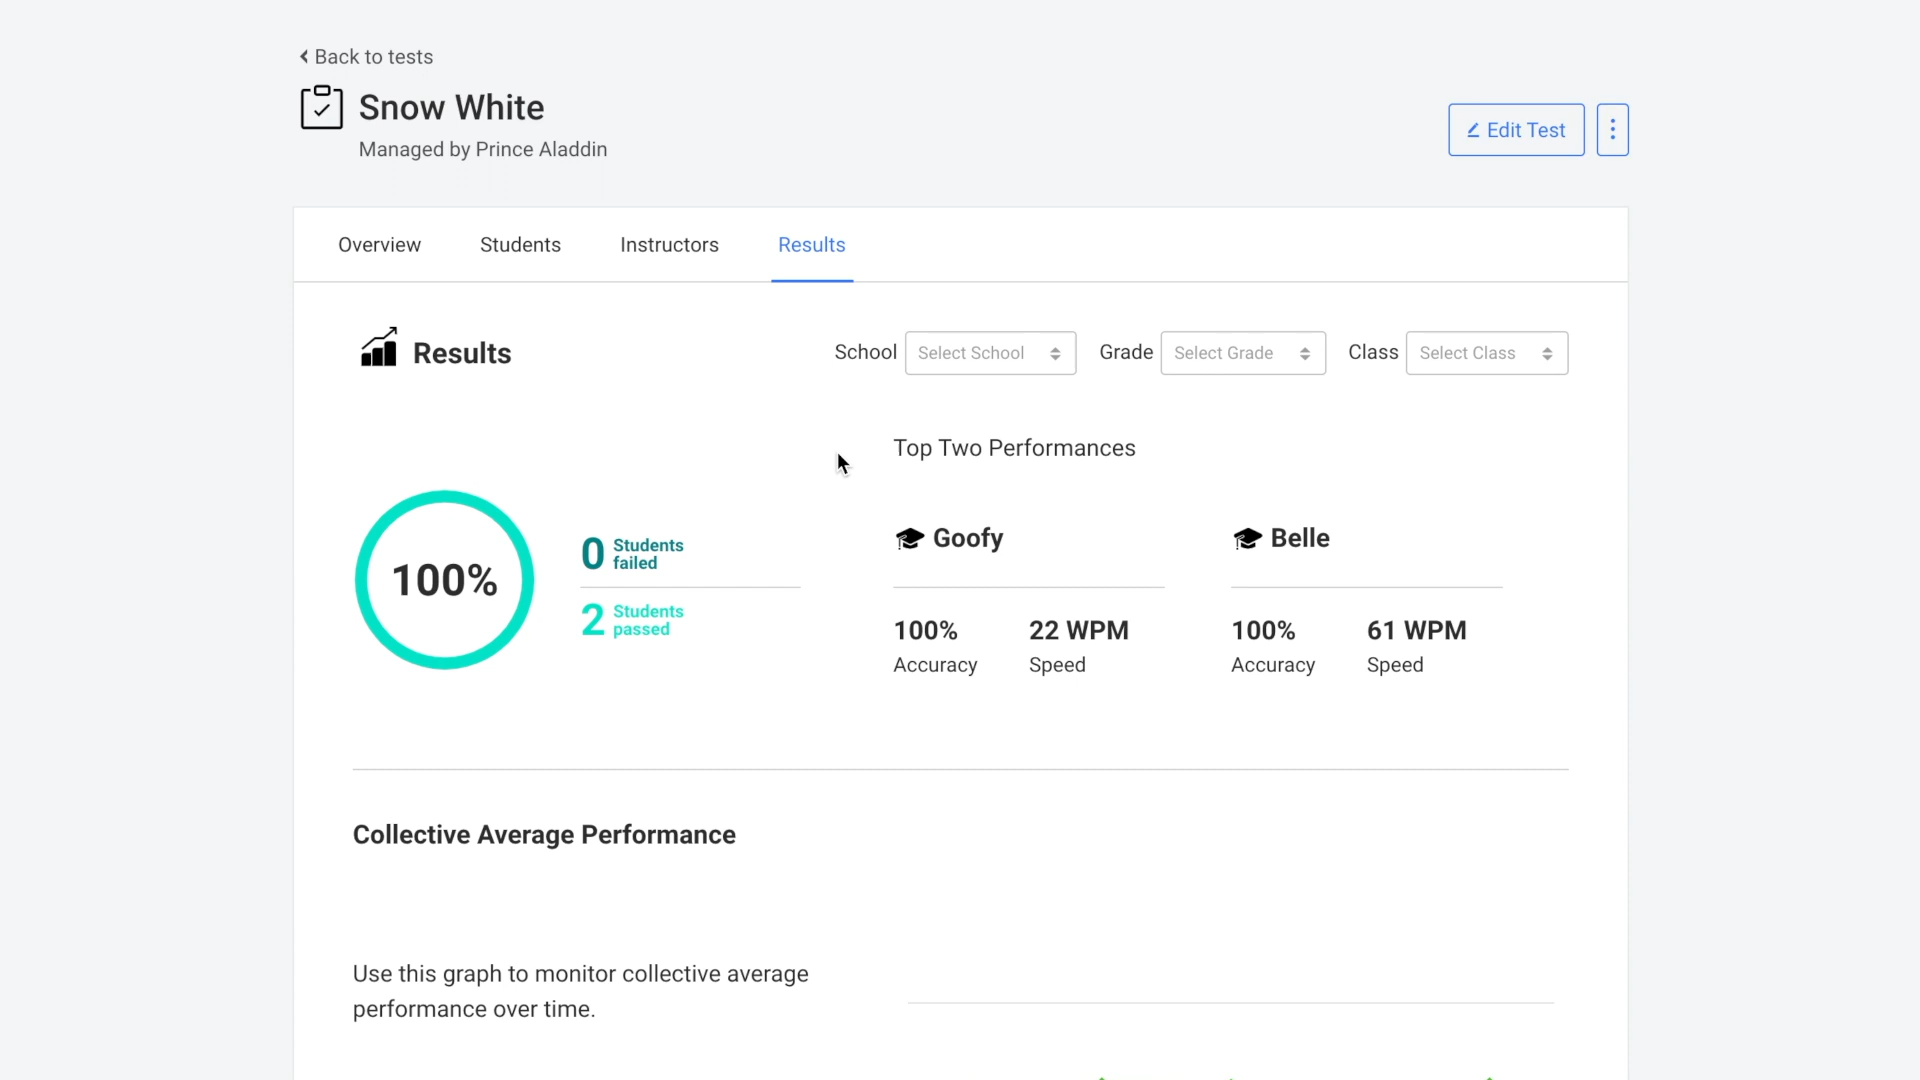 Back to tests
Snow White
Managed by Prince Aladdin
Edit Test
Overview Students Instructors Results
Results
School Select School Grade Select Grade Class Select Class
Top Two Performances
100%
0 Students failed
2 Students passed
Goofy
100% 22 WPM
Accuracy Speed
Belle
100% 61 WPM
Accuracy Speed
Collective Average Performance
Use this graph to monitor collective average
performance over time.